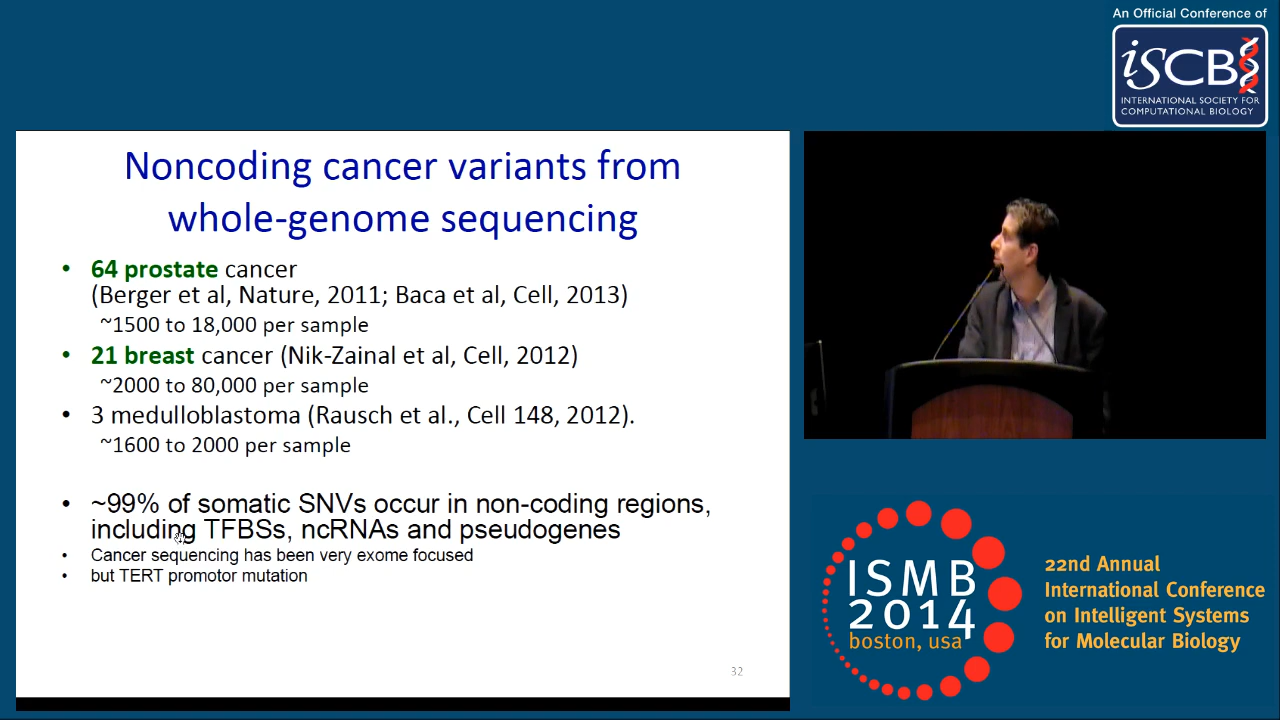 An Official Conference of
iSCB
INTERNATIONAL SOCIETY FOR
COMPUTATIONAL BIOLOGY
Noncoding cancer variants from
whole-genome sequencing
• 64 prostate cancer
(Berger et al, Nature, 2011; Baca et al, Cell, 2013)
~1500 to 18,000 per sample
• 21 breast cancer (Nik-Zainal et al, Cell, 2012)
~2000 to 80,000 per sample
• 3 medulloblastoma (Rausch et al., Cell 148, 2012).
~1600 to 2000 per sample
• ~99% of somatic SNVs occur in non-coding regions,
including TFBSs, ncRNAs and pseudogenes
• Cancer sequencing has been very exome focused
• but TERT promotor mutation
32
ISMB
2014
boston, usa
22nd Annual
International Conference
on Intelligent Systems
for Molecular Biology